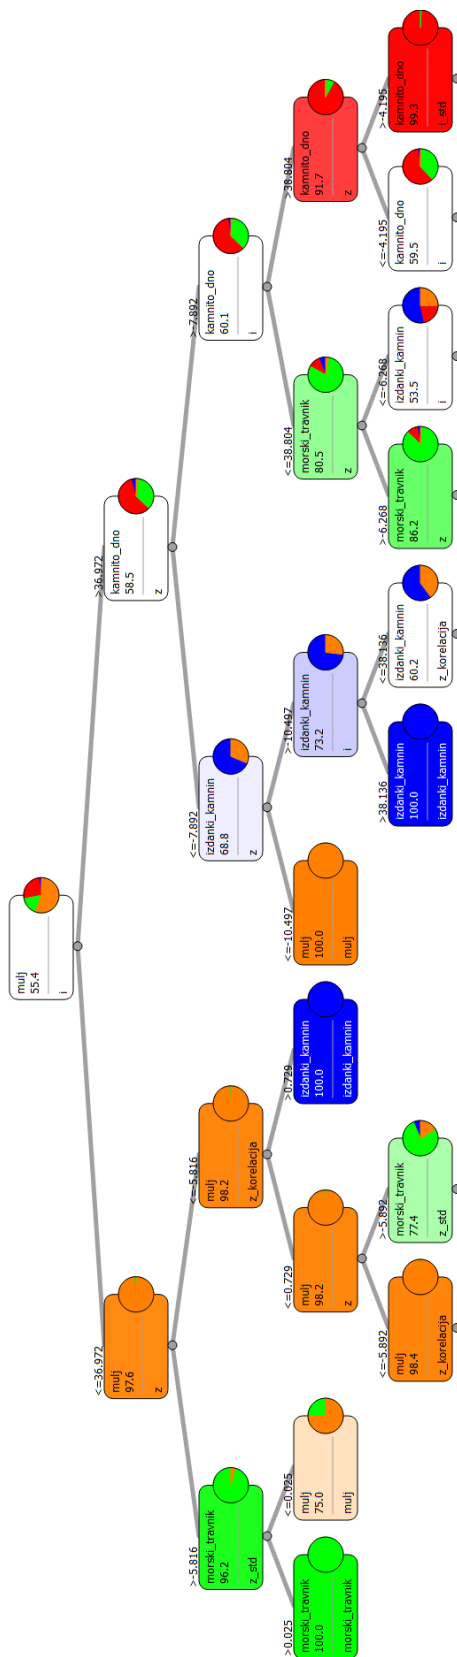 mulj
55.4
i
<=36.972
mulj
97.6
z
>36.972
kamnito_dno
58.5
z
>-5.816
morski_travnik
96.2
z_std
<=-5.816
mulj
98.2
z_korelacija
<=-7.892
izdanki_kamnin
68.8
z
>-7.892
kamnito_dno
60.1
i
>0.025
morski_travnik
100.0
morski_travnik
<=0.025
mulj
75.0
mulj
<=0.729
mulj
98.2
z
>0.729
izdanki_kamnin
100.0
izdanki_kamnin
<=-10.497
mulj
100.0
mulj
>-10.497
izdanki_kamnin
73.2
i
<=38.804
morski_travnik
80.5
z
>38.804
kamnito_dno
91.7
z
<=-5.892
mulj
98.4
z_korelacija
>-5.892
morski_travnik
77.4
z_std
>38.136
izdanki_kamnin
100.0
izdanki_kamnin
<=38.136
izdanki_kamnin
60.2
z_korelacija
>-6.268
morski_travnik
86.2
z
<=-6.268
izdanki_kamnin
53.5
i
<=-4.195
kamnito_dno
59.5
i
>-4.195
kamnito_dno
99.3
i_std